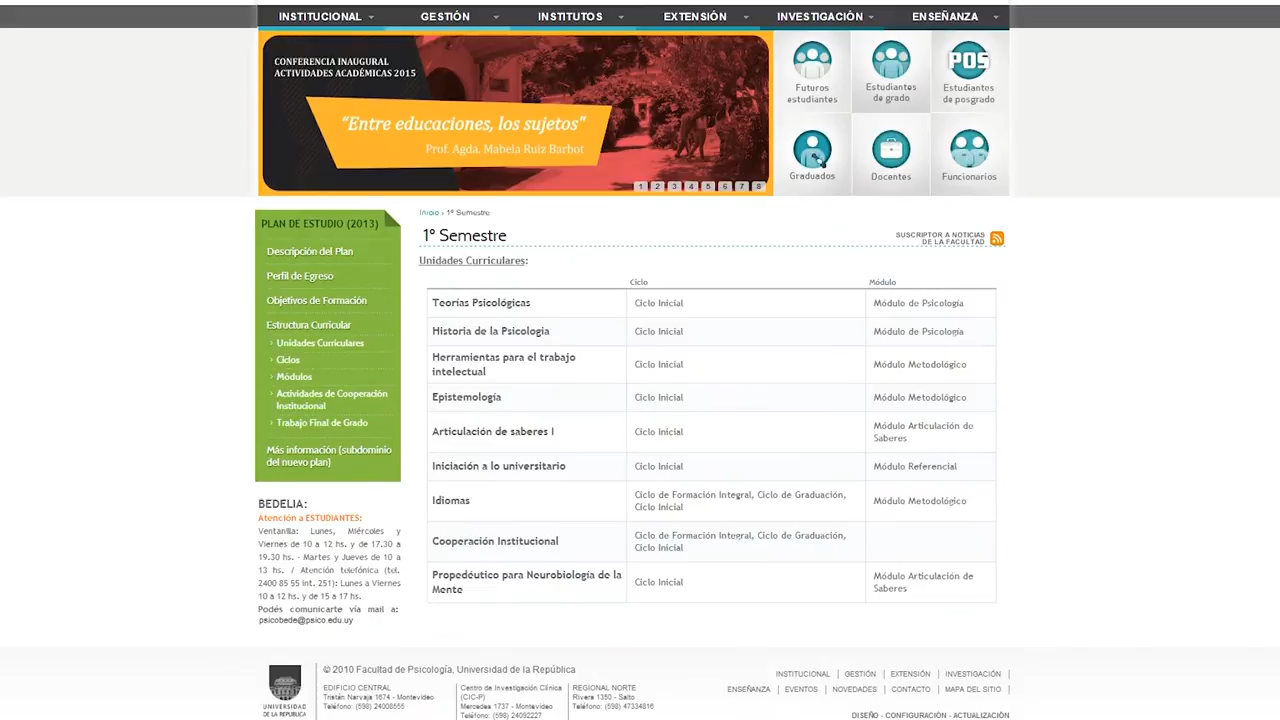 INSTITUCIONAL GESTIÓN INSTITUTOS EXTENSIÓN INVESTIGACIÓN ENSEÑANZA
CONFERENCIA INAUGURAL
ACTIVIDADES ACADÉMICAS 2015
"Entre educaciones, los sujetos"
Prof. Agda. Mabela Ruiz Barbot
1 2 3 4 5 6 7 8
Futuros
estudiantes
Estudiantes
de grado
POS
Estudiantes
de posgrado
Graduados
Docentes
Funcionarios
PLAN DE ESTUDIO (2013)
Descripción del Plan
Perfil de Egreso
Objetivos de Formación
Estructura Curricular
› Unidades Curriculares
› Ciclos
› Módulos
› Actividades de Cooperación
Institucional
› Trabajo Final de Grado
Más información (subdominio
del nuevo plan)
BEDELIA:
Atención a ESTUDIANTES:
Ventanilla: Lunes, Miércoles y
Viernes de 10 a 12 hs. y de 17.30 a
19.30 hs. - Martes y Jueves de 10 a
13 hs. / Atención telefónica (tel.
2400 85 55 int. 251): Lunes a Viernes
10 a 12 hs. y de 15 a 17 hs.
Podés comunicarte vía mail a:
psicobede@psico.edu.uy
Inicio › 1º Semestre
1º Semestre
SUSCRIPTOR A NOTICIAS
DE LA FACULTAD
Unidades Curriculares:
Ciclo Módulo
Teorías Psicológicas Ciclo Inicial Módulo de Psicología
Historia de la Psicologia Ciclo Inicial Módulo de Psicología
Herramientas para el trabajo
intelectual
Ciclo Inicial
Módulo Metodológico
Epistemología Ciclo Inicial Módulo Metodológico
Articulación de saberes I
Ciclo Inicial
Módulo Articulación de
Saberes
Iniciación a lo universitario Ciclo Inicial Módulo Referencial
Idiomas
Ciclo de Formación Integral, Ciclo de Graduación,
Ciclo Inicial
Módulo Metodológico
Cooperación Institucional
Ciclo de Formación Integral, Ciclo de Graduación,
Ciclo Inicial
Propedéutico para Neurobiología de la
Mente
Ciclo Inicial
Módulo Articulación de
Saberes
UNIVERSIDAD
DE LA REPÚBLICA
© 2010 Facultad de Psicología, Universidad de la República
EDIFICIO CENTRAL
Tristán Narvaja 1674 - Montevideo
Teléfono: (598) 24008555
Centro de Investigación Clínica
(CIC-P)
Mercedes 1737 - Montevideo
Teléfono: (598) 24092227
REGIONAL NORTE
Rivera 1350 - Salto
Teléfono: (598) 47334816
INSTITUCIONAL | GESTIÓN | EXTENSIÓN | INVESTIGACIÓN |
ENSEÑANZA | EVENTOS | NOVEDADES | CONTACTO | MAPA DEL SITIO |
DISEÑO - CONFIGURACIÓN - ACTUALIZACIÓN